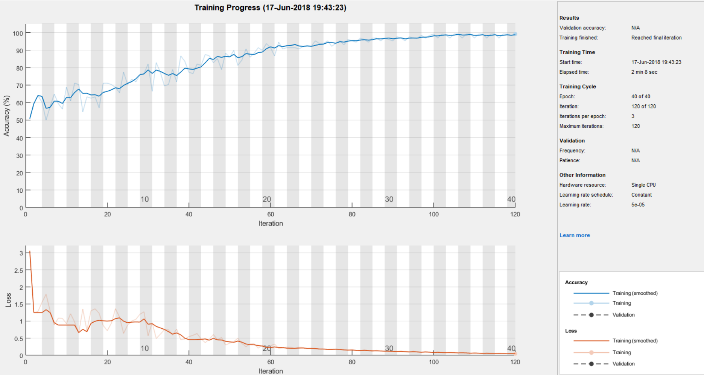 Training Progress (17-Jun-2018 19:43:23)
100
90
80
70
60
50
40
30
20
10
0
Accuracy (%)
10
20
30
40
0
20
40
60
80
100
120
Iteration
3
2.5
2
1.5
1
0.5
0
Loss
10
20
30
40
0
20
40
60
80
100
120
Iteration
Results
Validation accuracy: N/A
Training finished: Reached final iteration
Training Time
Start time: 17-Jun-2018 19:43:23
Elapsed time: 2 min 8 sec
Training Cycle
Epoch: 40 of 40
Iteration: 120 of 120
Iterations per epoch: 3
Maximum iterations: 120
Validation
Frequency: N/A
Patience: N/A
Other Information
Hardware resource: Single CPU
Learning rate schedule: Constant
Learning rate: 5e-05
Learn more
Accuracy
Training (smoothed)
Training
Validation
Loss
Training (smoothed)
Training
Validation